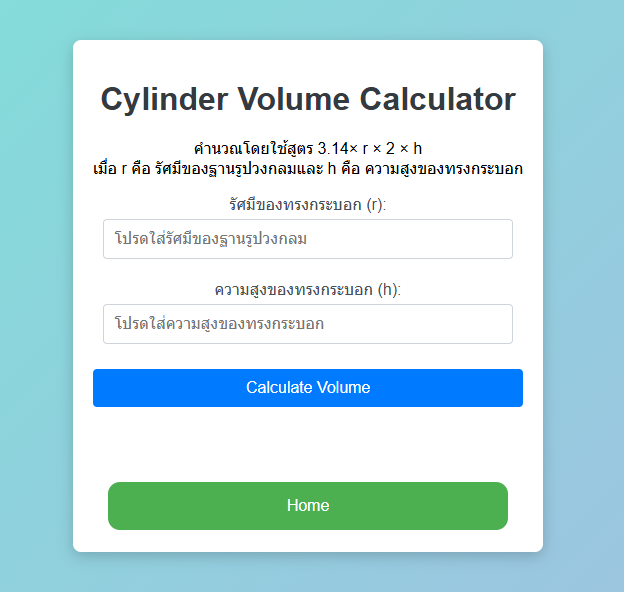 Cylinder Volume Calculator
คำนวณโดยใช้สูตร 3.14× r × 2 × h
เมื่อ r คือ รัศมีของฐานรูปวงกลมและ h คือ ความสูงของทรงกระบอก
รัศมีของทรงกระบอก (r):
โปรดใส่รัศมีของฐานรูปวงกลม
ความสูงของทรงกระบอก (h):
โปรดใส่ความสูงของทรงกระบอก
Calculate Volume
Home